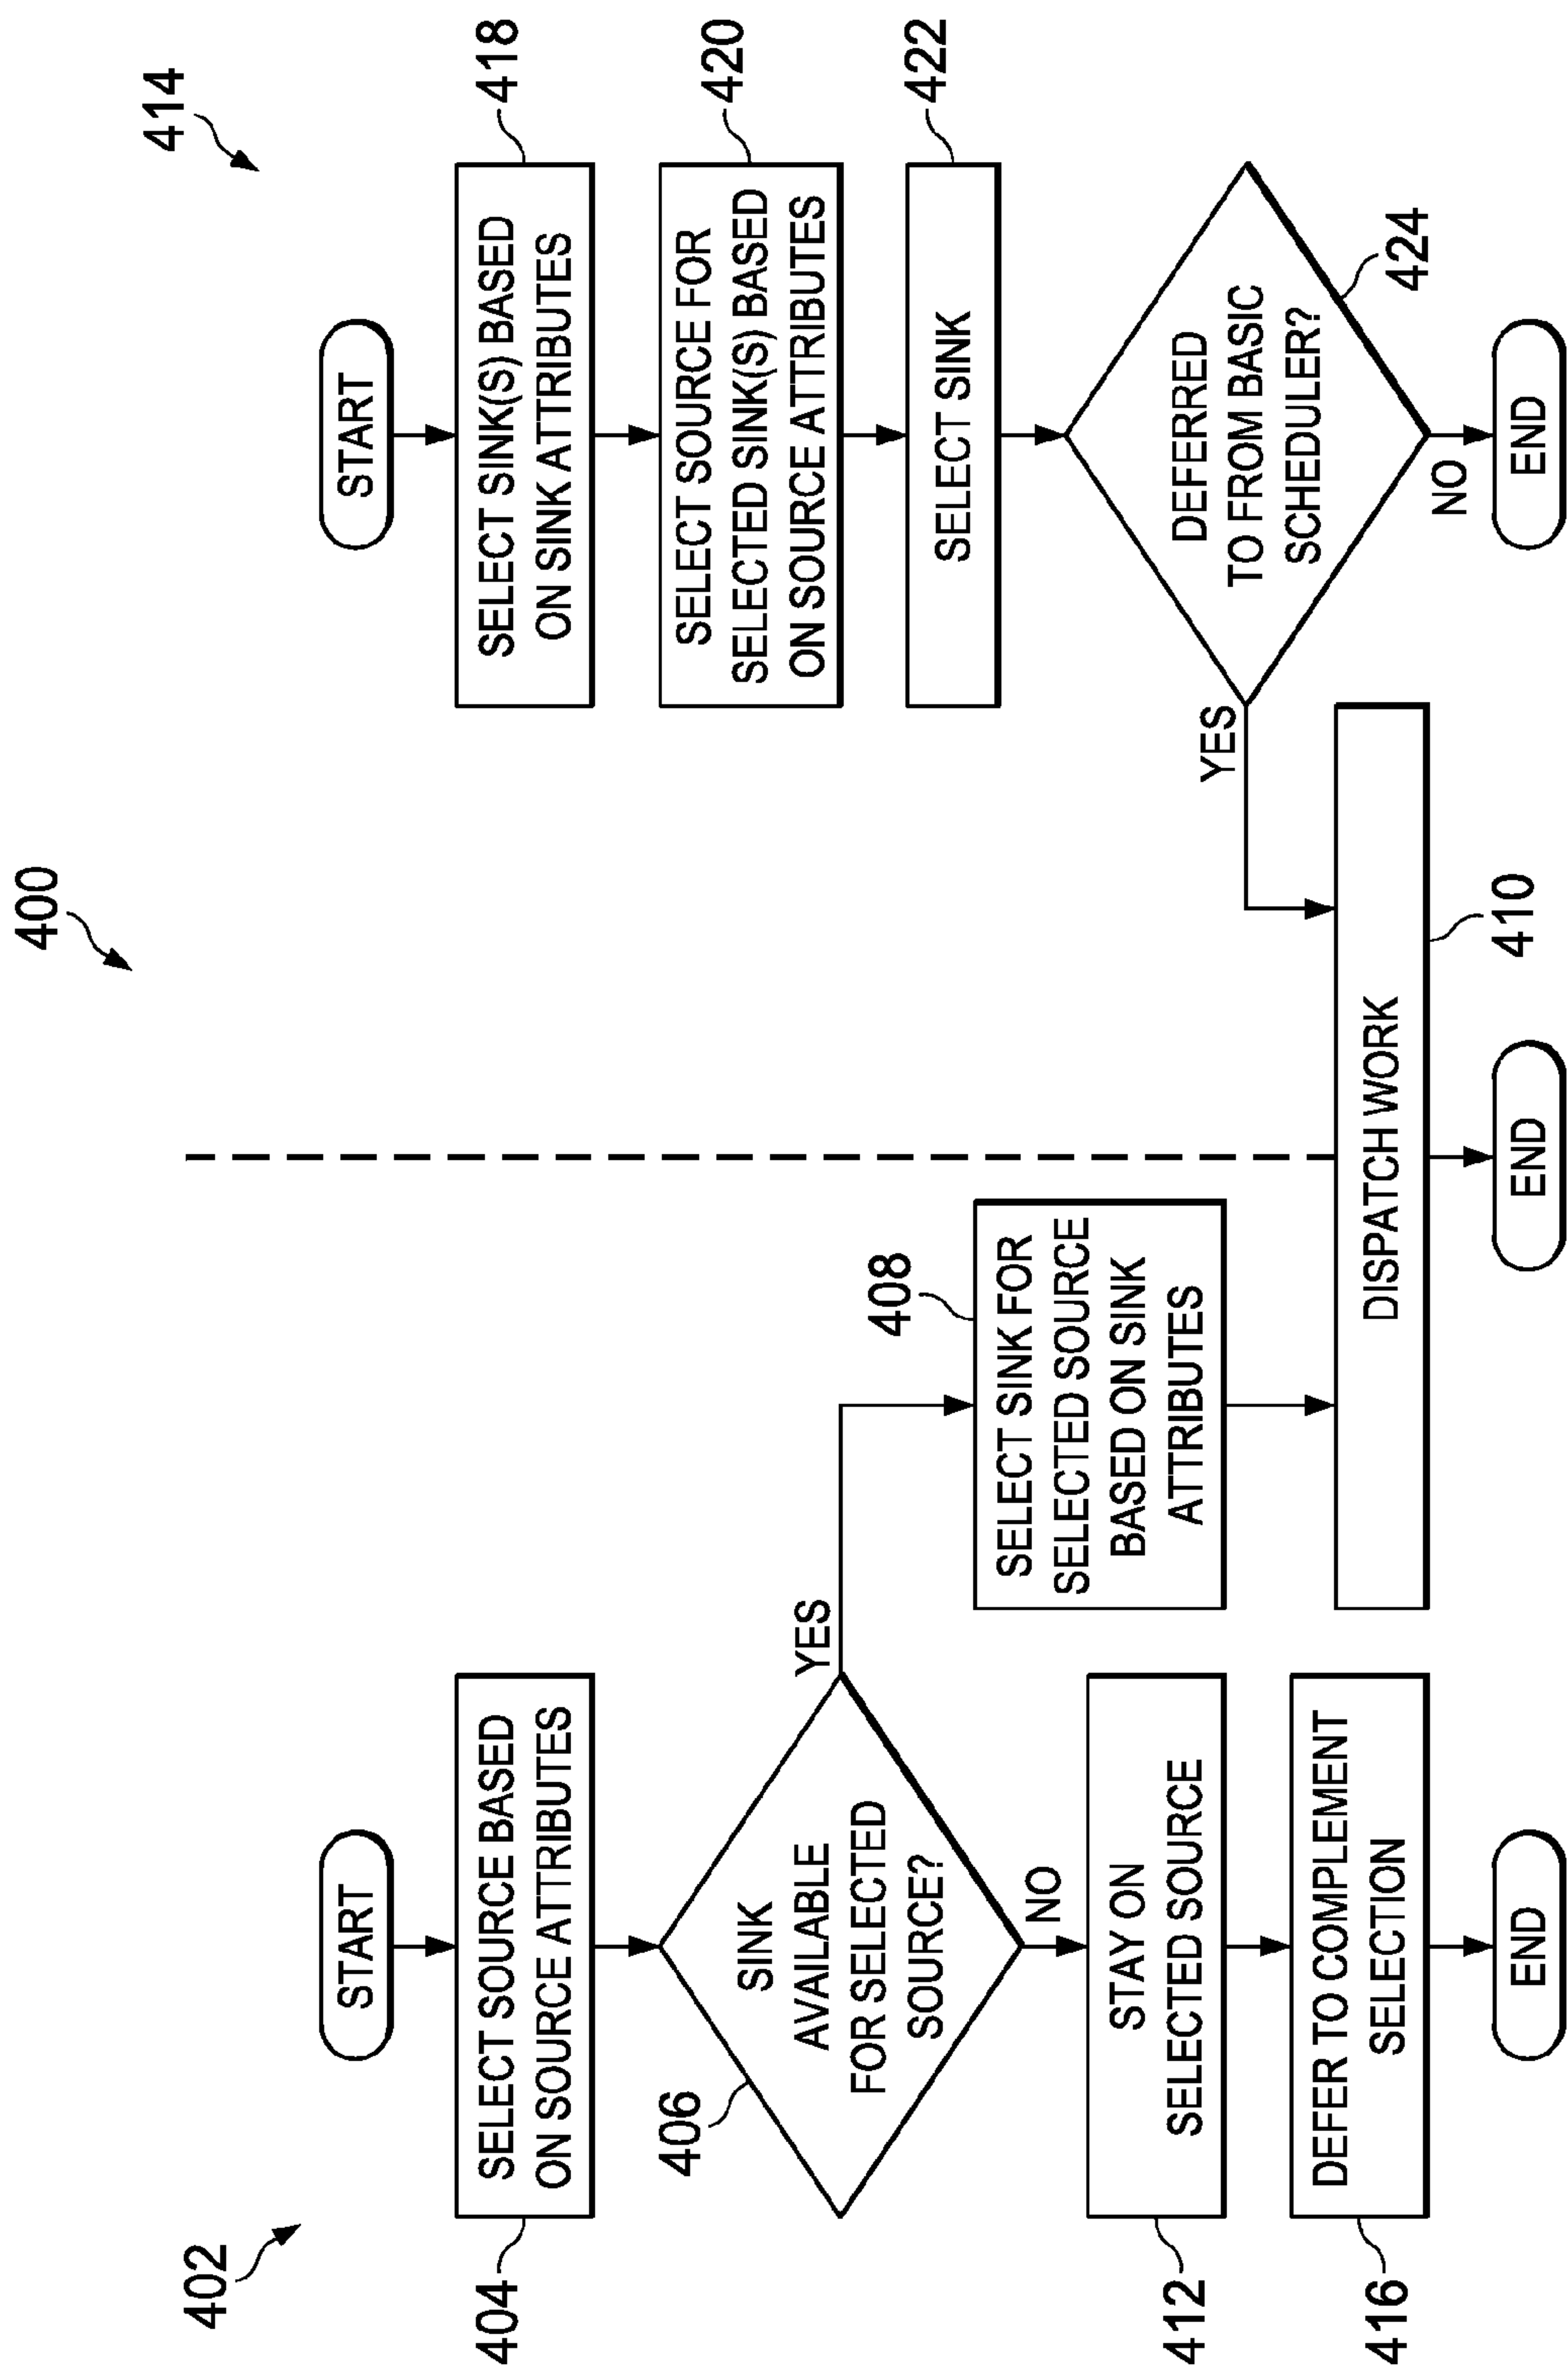 400
402
START
404
SELECT SOURCE BASED
ON SOURCE ATTRIBUTES
406
SINK
AVAILABLE
FOR SELECTED
SOURCE?
YES
NO
408
SELECT SINK FOR
SELECTED SOURCE
BASED ON SINK
ATTRIBUTES
412
STAY ON
SELECTED SOURCE
416
DEFER TO COMPLEMENT
SELECTION
END
414
START
418
SELECT SINK(S) BASED
ON SINK ATTRIBUTES
420
SELECT SOURCE FOR
SELECTED SINK(S) BASED
ON SOURCE ATTRIBUTES
422
SELECT SINK
424
DEFERRED
TO FROM BASIC
SCHEDULER?
YES
NO
END
DISPATCH WORK
410
END